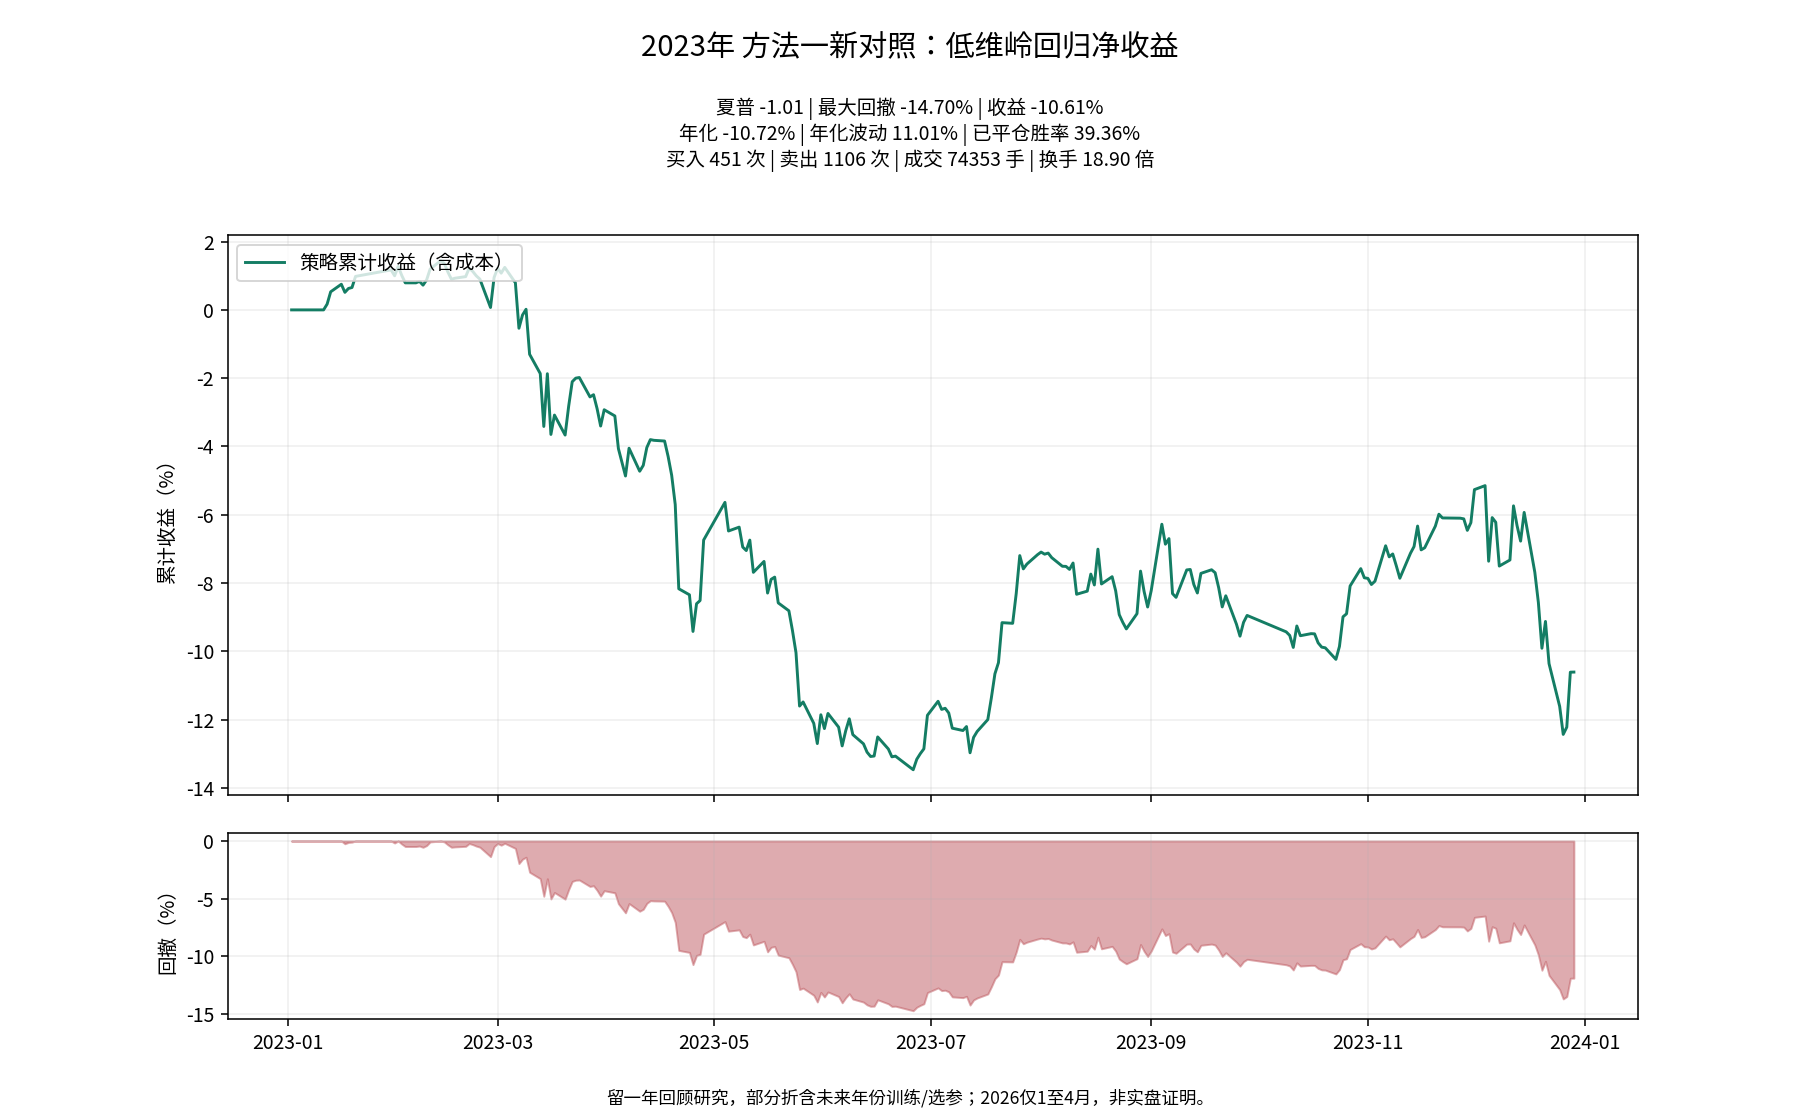 2023年 方法一新对照：低维岭回归净收益
夏普 -1.01 | 最大回撤 -14.70% | 收益 -10.61%
年化 -10.72% | 年化波动 11.01% | 已平仓胜率 39.36%
买入 451 次 | 卖出 1106 次 | 成交 74353 手 | 换手 18.90 倍
策略累计收益（含成本）
累计收益（%）
2
0
-2
-4
-6
-8
-10
-12
-14
回撤（%）
0
-5
-10
-15
2023-01
2023-03
2023-05
2023-07
2023-09
2023-11
2024-01
留一年回顾研究，部分折含未来年份训练/选参；2026仅1至4月，非实盘证明。